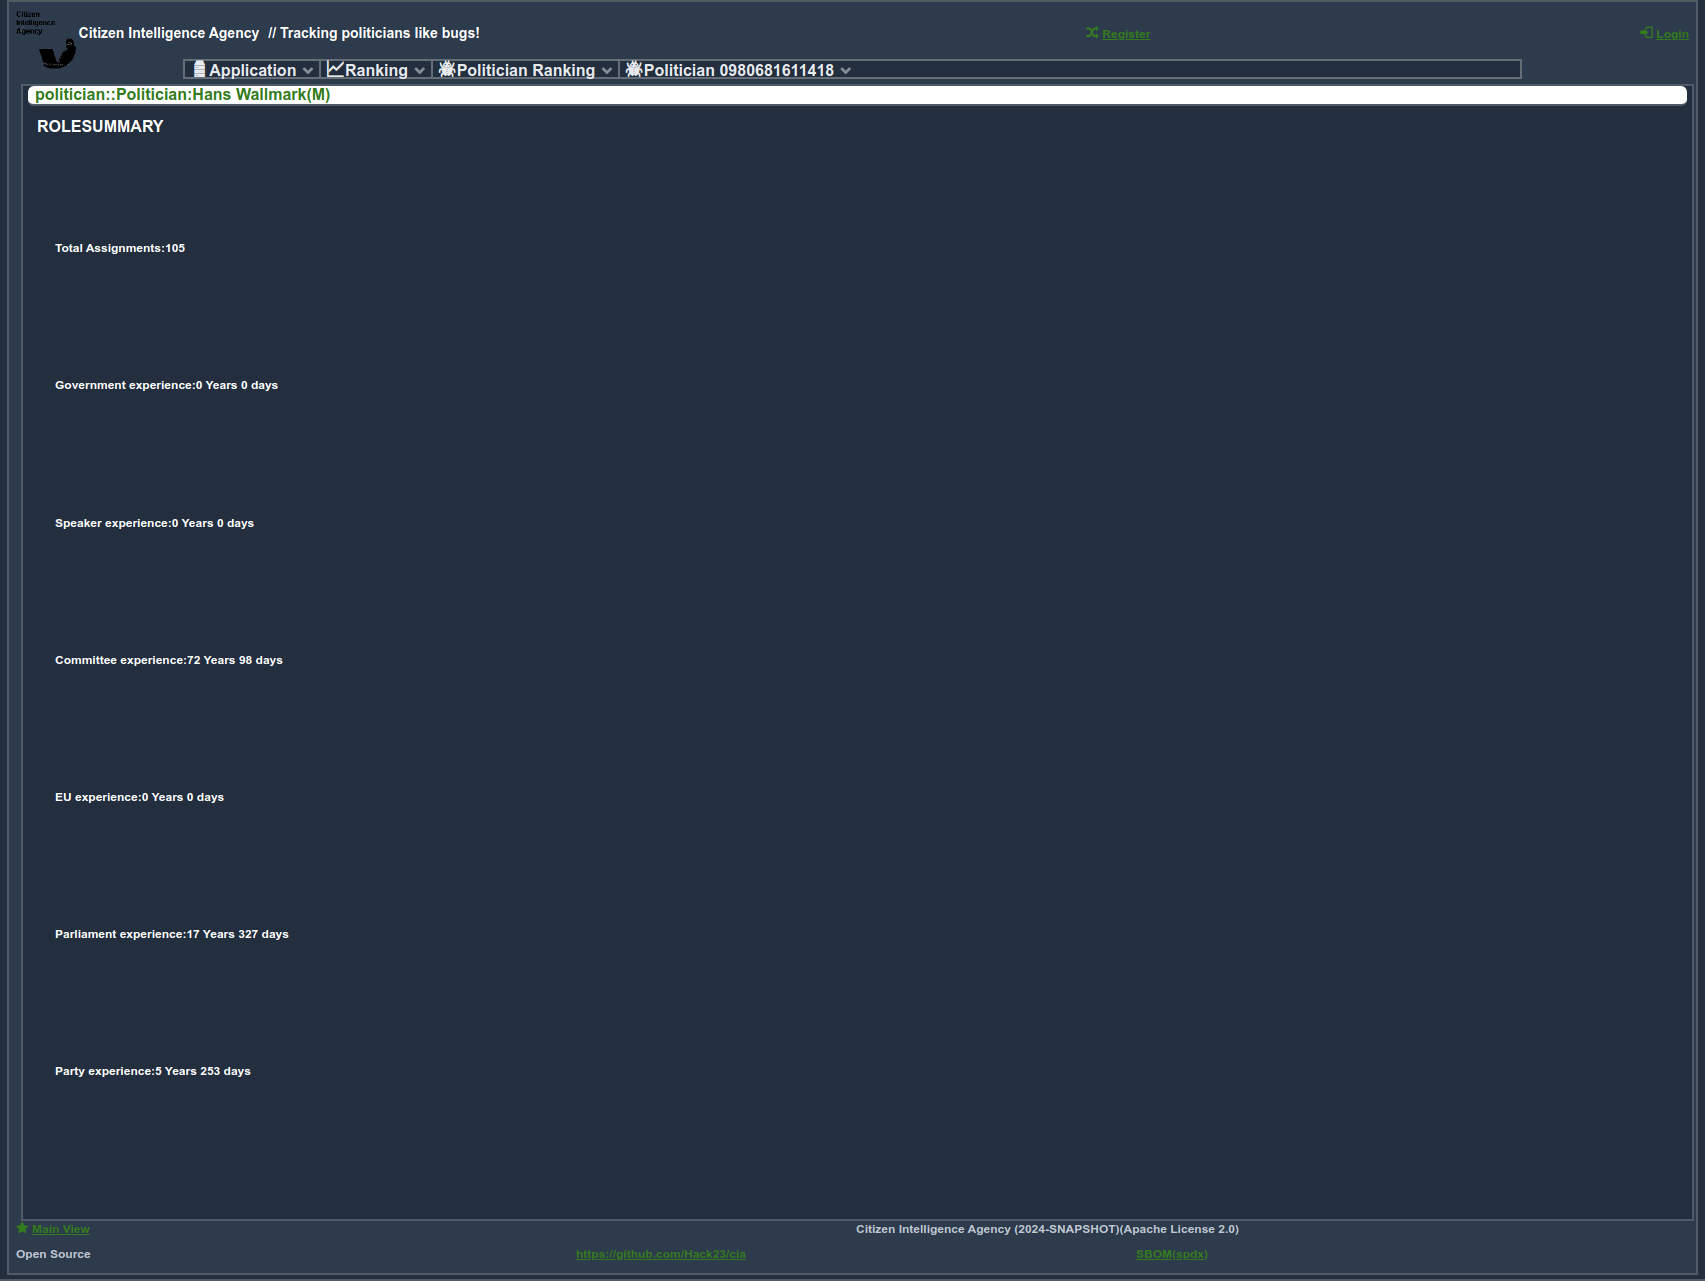 Citizen
Intelligence
Agency
Citizen Intelligence Agency // Tracking politicians like bugs!
Register
Login
Application
Ranking
Politician Ranking
Politician 0980681611418
politician::Politician:Hans Wallmark(M)
ROLESUMMARY
Total Assignments:105
Government experience:0 Years 0 days
Speaker experience:0 Years 0 days
Committee experience:72 Years 98 days
EU experience:0 Years 0 days
Parliament experience:17 Years 327 days
Party experience:5 Years 253 days
Main View
Citizen Intelligence Agency (2024-SNAPSHOT)(Apache License 2.0)
Open Source
https://github.com/Hack23/cia
SBOM(spdx)